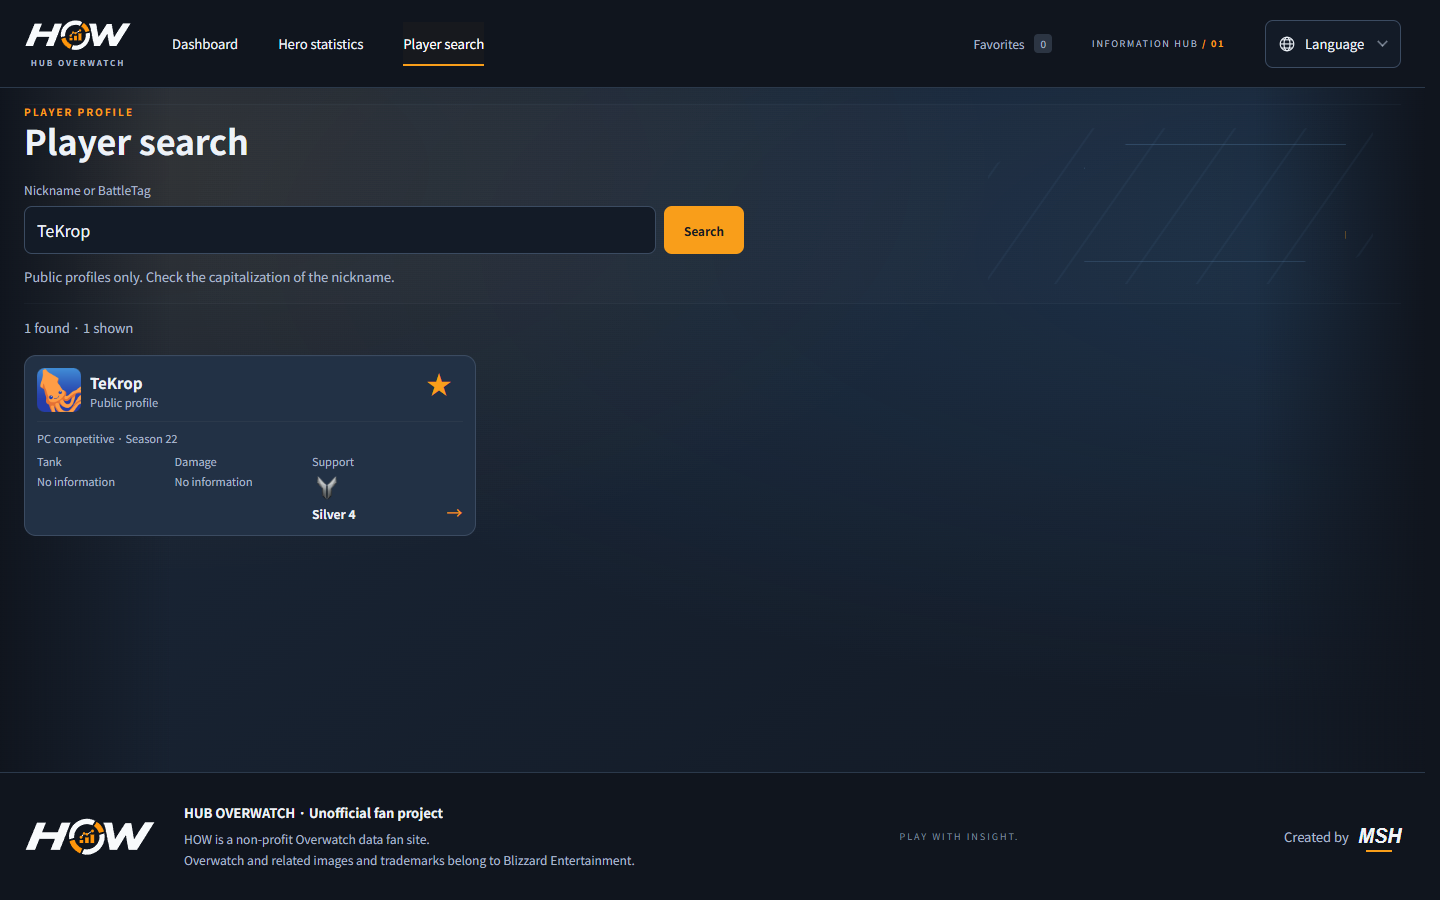 HOW
HUB OVERWATCH
Dashboard
Hero statistics
Player search
Favorites 0
INFORMATION HUB / 01
Language
PLAYER PROFILE
Player search
Nickname or BattleTag
TeKrop
Search
Public profiles only. Check the capitalization of the nickname.
1 found · 1 shown
TeKrop
Public profile
PC competitive · Season 22
Tank
No information
Damage
No information
Support
Silver 4
HOW
HUB OVERWATCH · Unofficial fan project
HOW is a non-profit Overwatch data fan site.
Overwatch and related images and trademarks belong to Blizzard Entertainment.
PLAY WITH INSIGHT.
Created by MSH